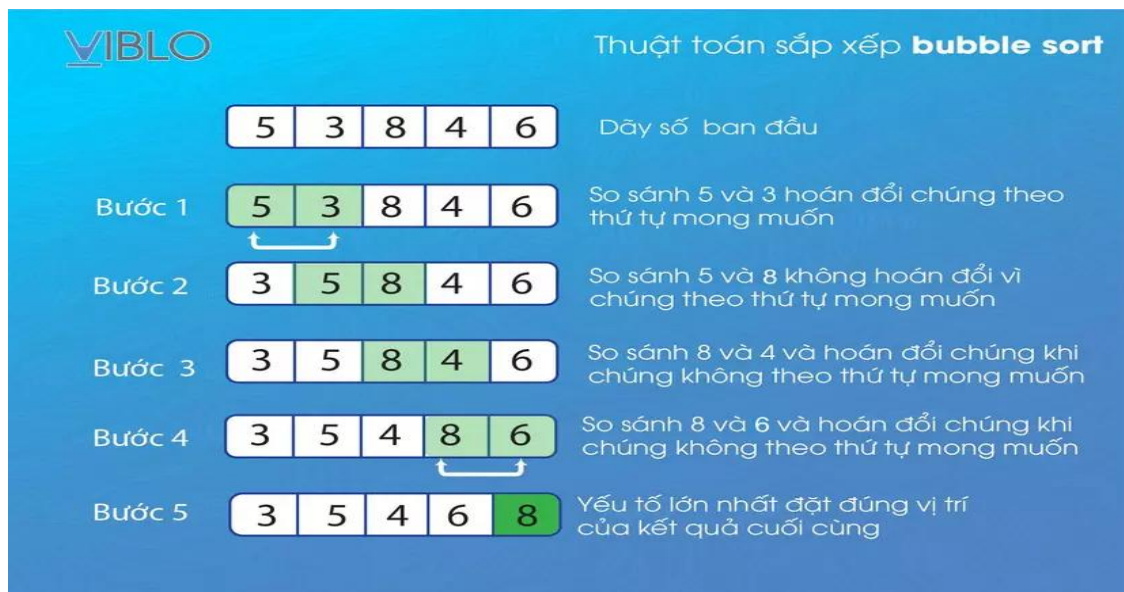 VIBLO
Thuật toán sắp xếp bubble sort
5 3 8 4 6
Dãy số ban đầu
Bước 1
5 3 8 4 6
So sánh 5 và 3 hoán đổi chúng theo
thứ tự mong muốn
Bước 2
3 5 8 4 6
So sánh 5 và 8 không hoán đổi vì
chúng theo thứ tự mong muốn
Bước 3
3 5 8 4 6
So sánh 8 và 4 và hoán đổi chúng khi
chúng không theo thứ tự mong muốn
Bước 4
3 5 4 8 6
So sánh 8 và 6 và hoán đổi chúng khi
chúng không theo thứ tự mong muốn
Bước 5
3 5 4 6 8
Yếu tố lớn nhất đặt đúng vị trí
của kết quả cuối cùng